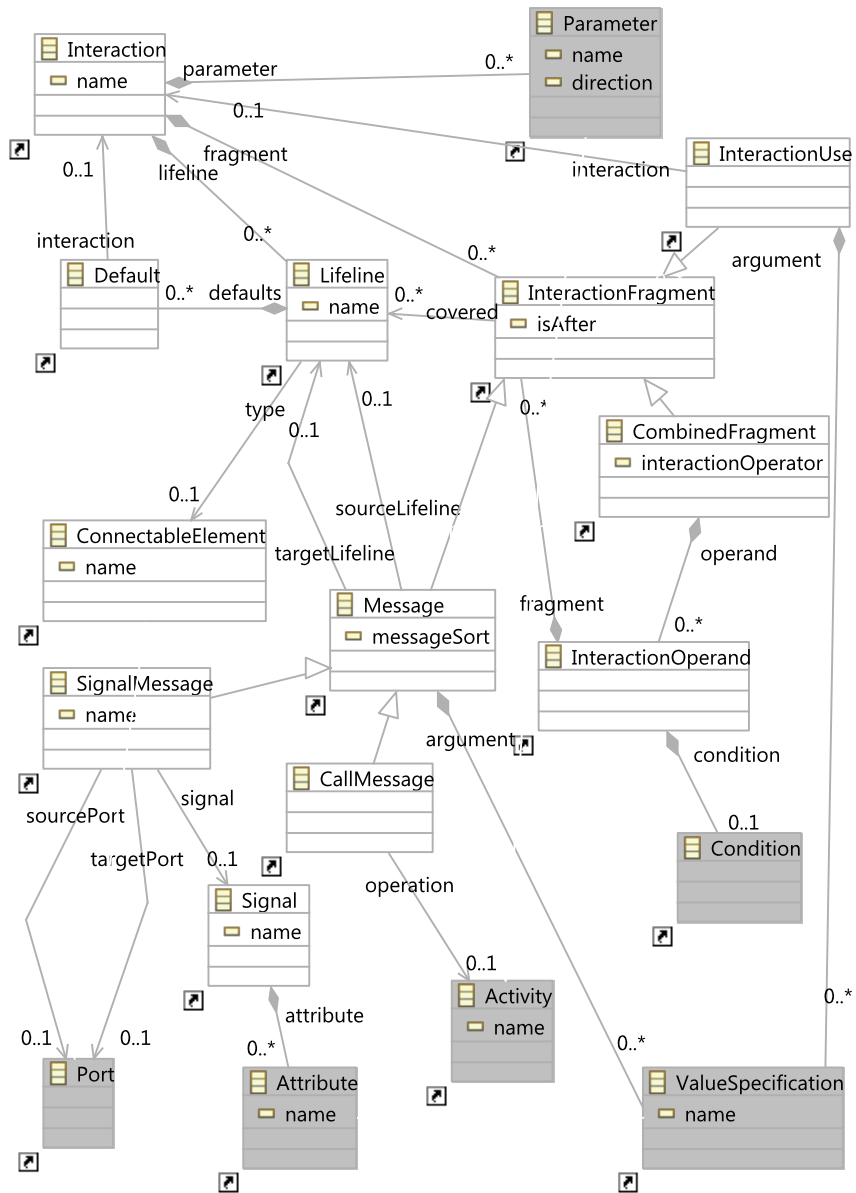 Parameter
name
direction
Interaction
name
parameter
0..*
0..1
fragment
lifeline
0..1
interaction
InteractionUse
interaction
0..*
0..*
argument
Default
0..*
defaults
Lifeline
name
0..*
covered
InteractionFragment
isAfter
type
0..1
0..1
0..*
CombinedFragment
interactionOperator
0..1
sourceLifeline
targetLifeline
operand
ConnectableElement
name
Message
messageSort
fragment
0..*
InteractionOperand
SignalMessage
name
argument
condition
CallMessage
signal
sourcePort
targetPort
0..1
0..1
Condition
operation
Signal
name
0..1
Activity
name
0..*
attribute
0..1
0..1
0..*
0..*
Port
Attribute
name
ValueSpecification
name